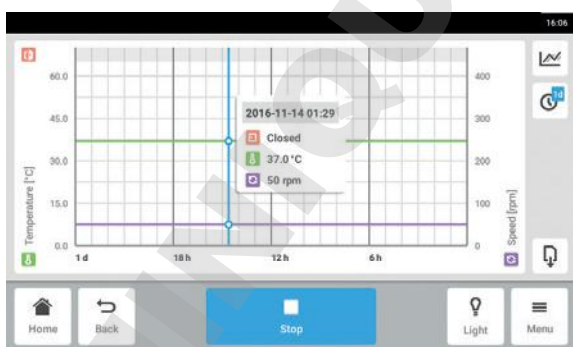 16:06
60.0
45.0
30.0
15.0
0.0
Temperature [°C]
400
300
200
100
0
Speed [rpm]
2016-11-14 01:29
Closed
37.0°C
50 rpm
1 d
18 h
12 h
6 h
1d
Home
Back
Stop
Light
Menu